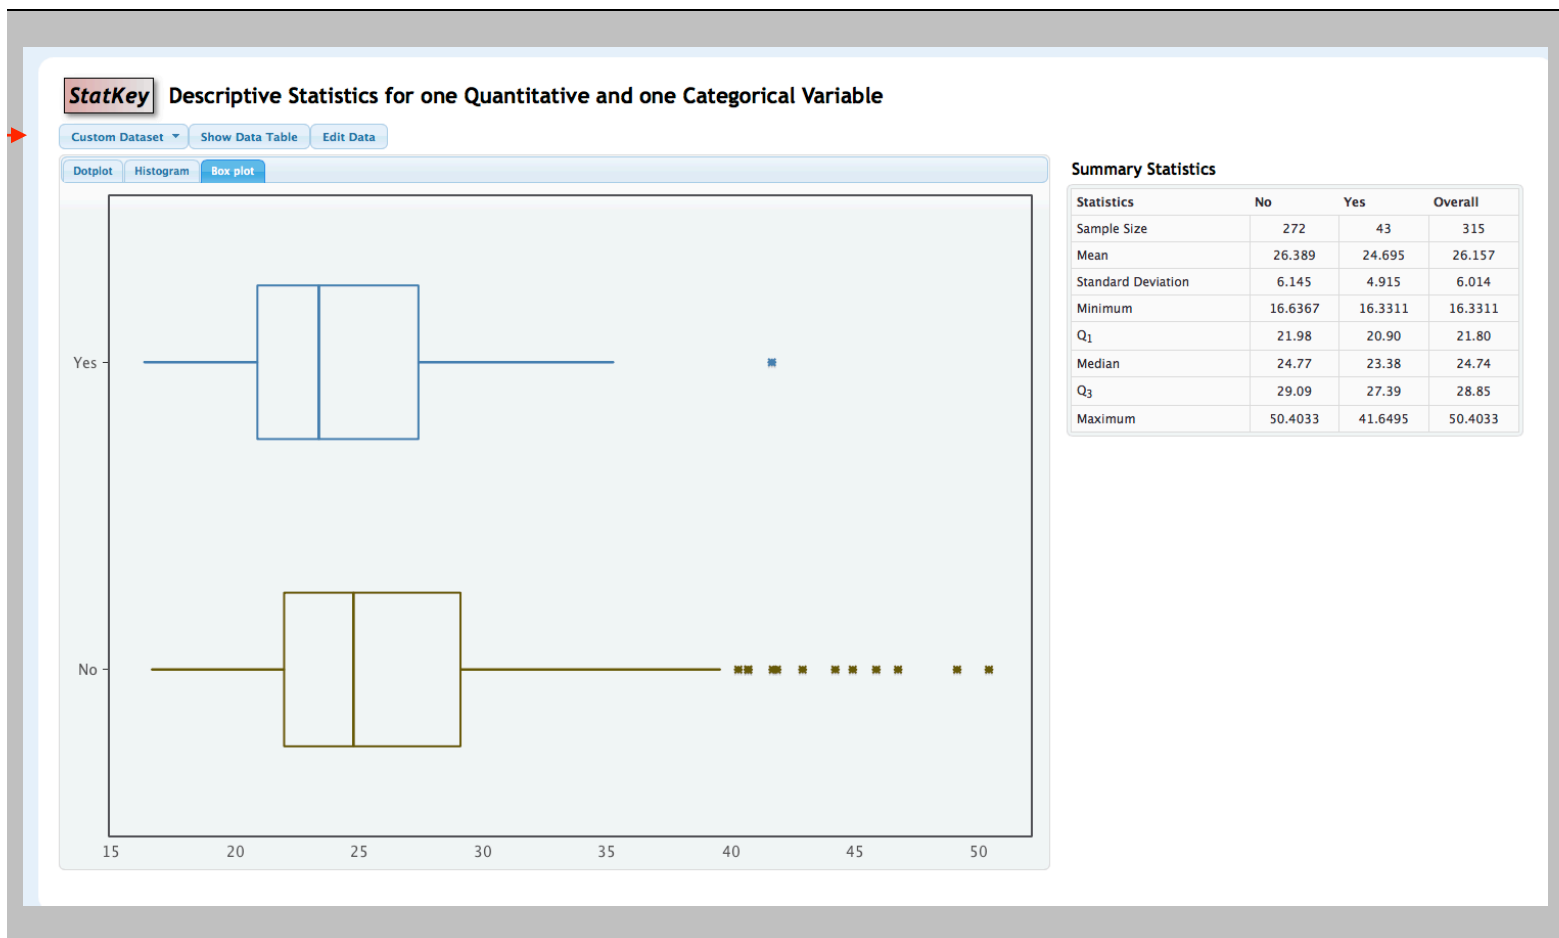 StatKey Descriptive Statistics for one Quantitative and one Categorical Variable
Custom Dataset Show Data Table Edit Data
Dotplot Histogram Box plot
Yes
No
15 20 25 30 35 40 45 50
Summary Statistics
Statistics No Yes Overall
Sample Size 272 43 315
Mean 26.389 24.695 26.157
Standard Deviation 6.145 4.915 6.014
Minimum 16.6367 16.3311 16.3311
Q1 21.98 20.90 21.80
Median 24.77 23.38 24.74
Q3 29.09 27.39 28.85
Maximum 50.4033 41.6495 50.4033